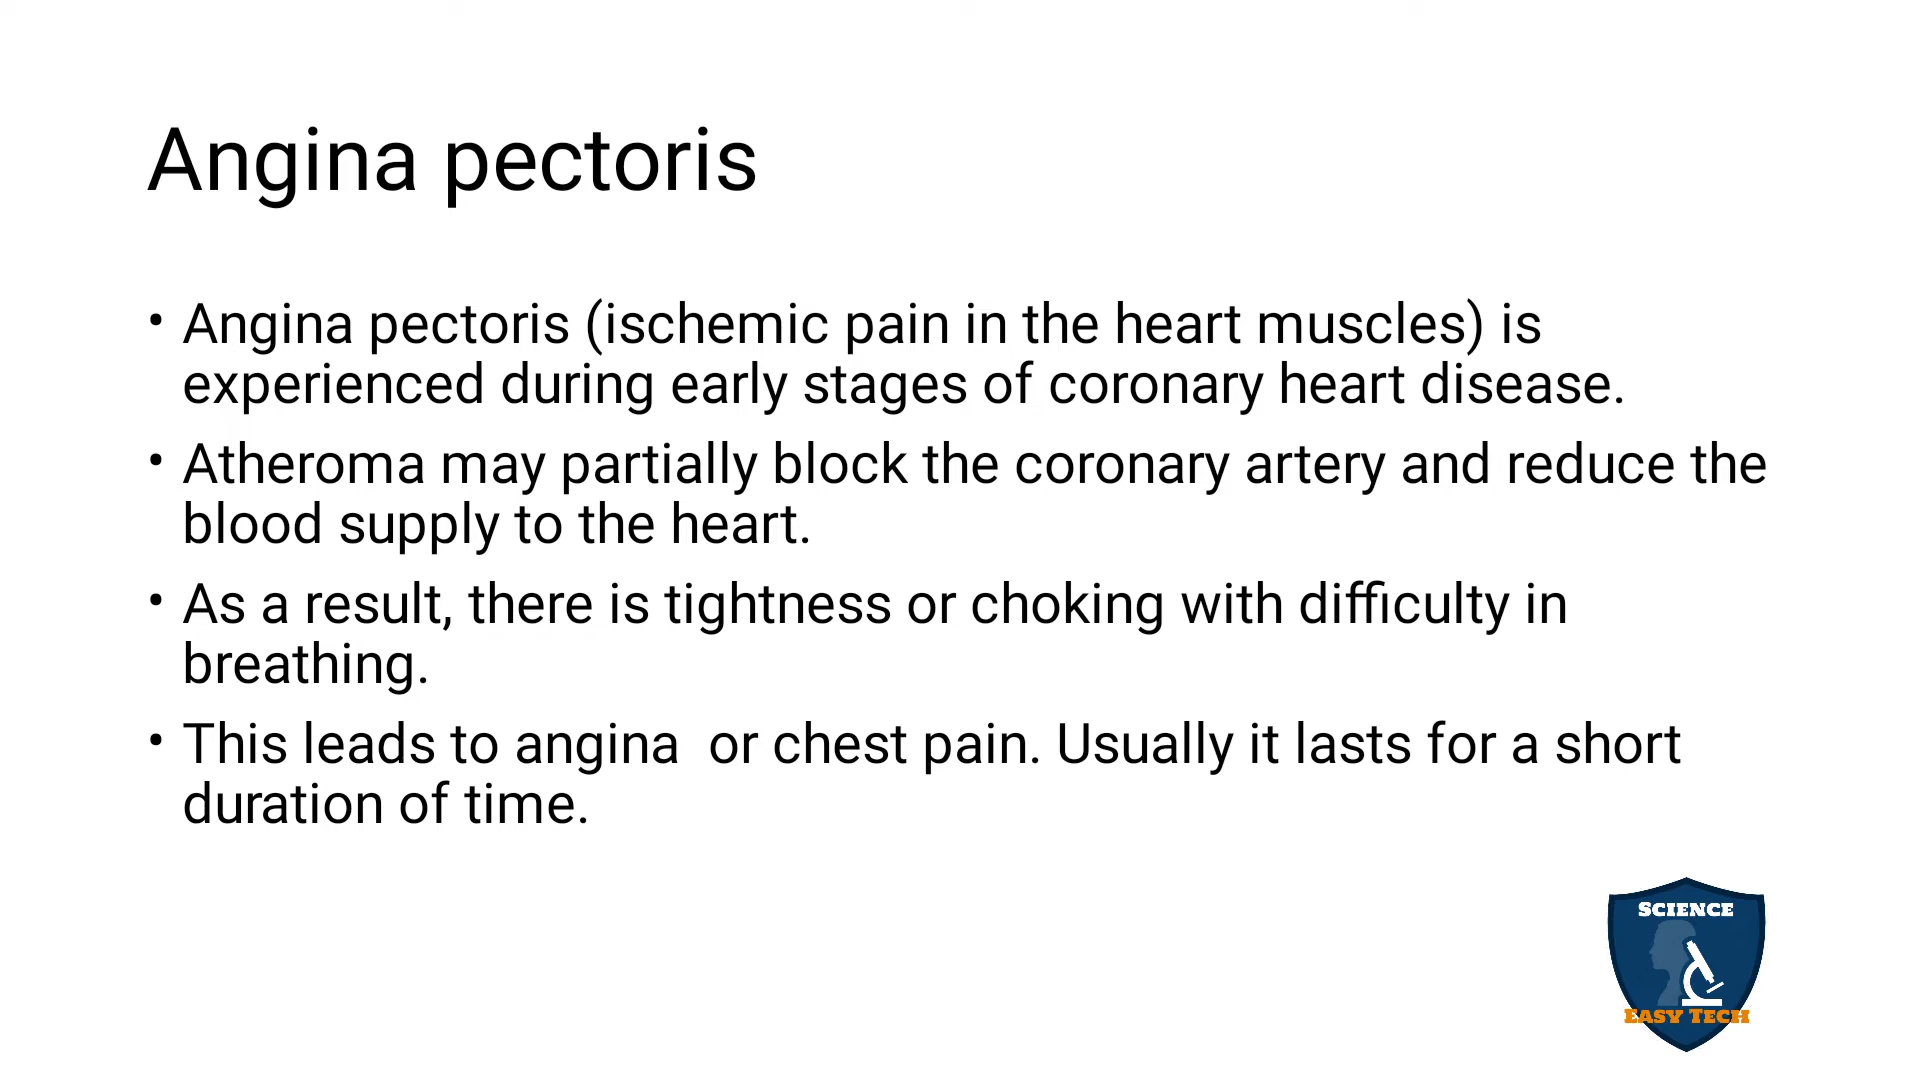 Angina pectoris
• Angina pectoris (ischemic pain in the heart muscles) is
experienced during early stages of coronary heart disease.
• Atheroma may partially block the coronary artery and reduce the
blood supply to the heart.
• As a result, there is tightness or choking with difficulty in
breathing.
• This leads to angina  or chest pain. Usually it lasts for a short
duration of time.
SCIENCE
EASY TECH